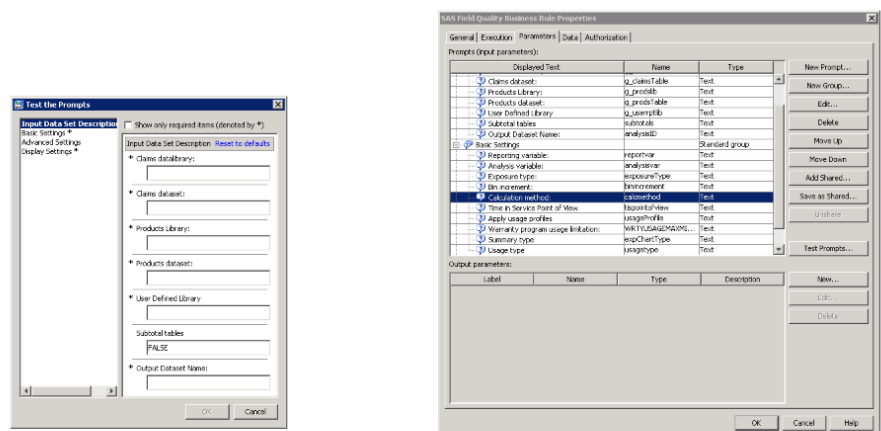 Test the Prompts
Input Data Set Description
Basic Settings *
Advanced Settings
Display Settings *
Show only required items (denoted by *)
Input Data Set Description Reset to defaults
* Claims datalibrary:
* Claims dataset:
* Products Library:
* Products dataset:
* User Defined Library
Subtotal tables
FALSE
* Output Dataset Name:
OK Cancel
SAS Field Quality Business Rule Properties
General Execution Parameters Data Authorization
Prompts (input parameters):
Displayed Text Name Type
Claims dataset: g_claimsTable Text
Products Library: g_prodslib Text
Products dataset: g_prodsTable Text
User Defined Library g_usemptlib Text
Subtotal tables subtotals Text
Output Dataset Name: analysisID Text
Basic Settings Standard group
Reporting variable: reportvar Text
Analysis variable: analysisvar Text
Exposure type: exposureType Text
Bin increment: binincrement Text
Calculation method: calcmethod Text
Time in Service Point of View tispointofview Text
Apply usage profiles usageProfile Text
Warranty program usage limitation: WRTYUSAGEMAXMI... Text
Summary type expChartType Text
Usage type usagetype Text
New Prompt...
New Group...
Edit...
Delete
Move Up
Move Down
Add Shared...
Save as Shared...
Unshare
Test Prompts...
Output parameters:
Label Name Type Description
New...
Edit...
Delete
OK Cancel Help